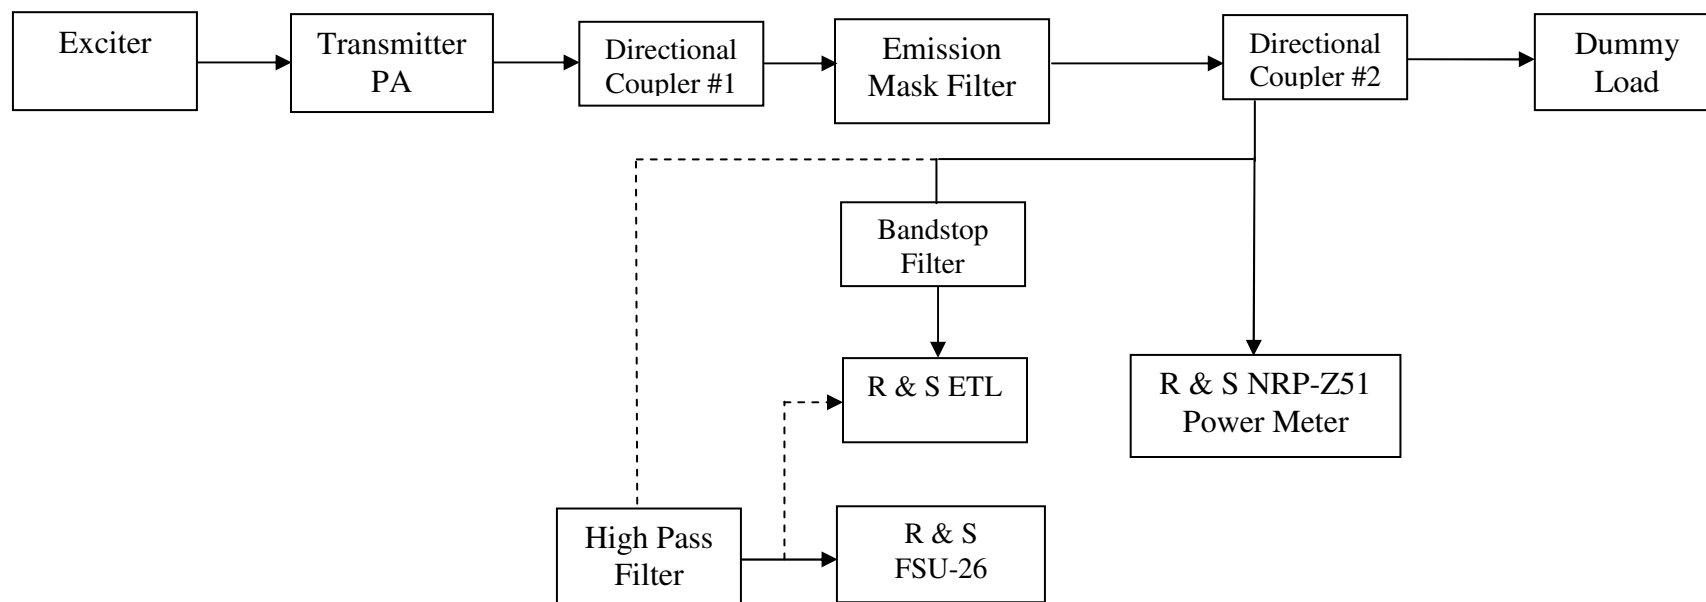 Exciter
Transmitter
PA
Directional
Coupler #1
Emission
Mask Filter
Directional
Coupler #2
Dummy
Load
Bandstop
Filter
R & S ETL
R & S NRP-Z51
Power Meter
High Pass
Filter
R & S
FSU-26